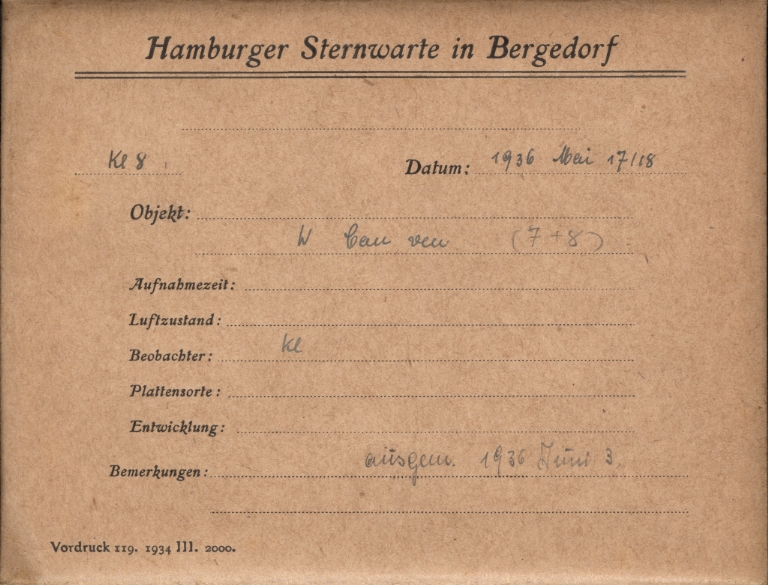 Hamburger Sternwarte in Bergedorf
Kl 8 Datum: 1936 Mai 17/18
Objekt:
W Can ven (7+8)
Aufnahmezeit:
Luftzustand:
Beobachter: Kl
Plattensorte:
Entwicklung:
Bemerkungen: ausgem. 1936 Juni 3.
Vordruck 119. 1934 III. 2000.